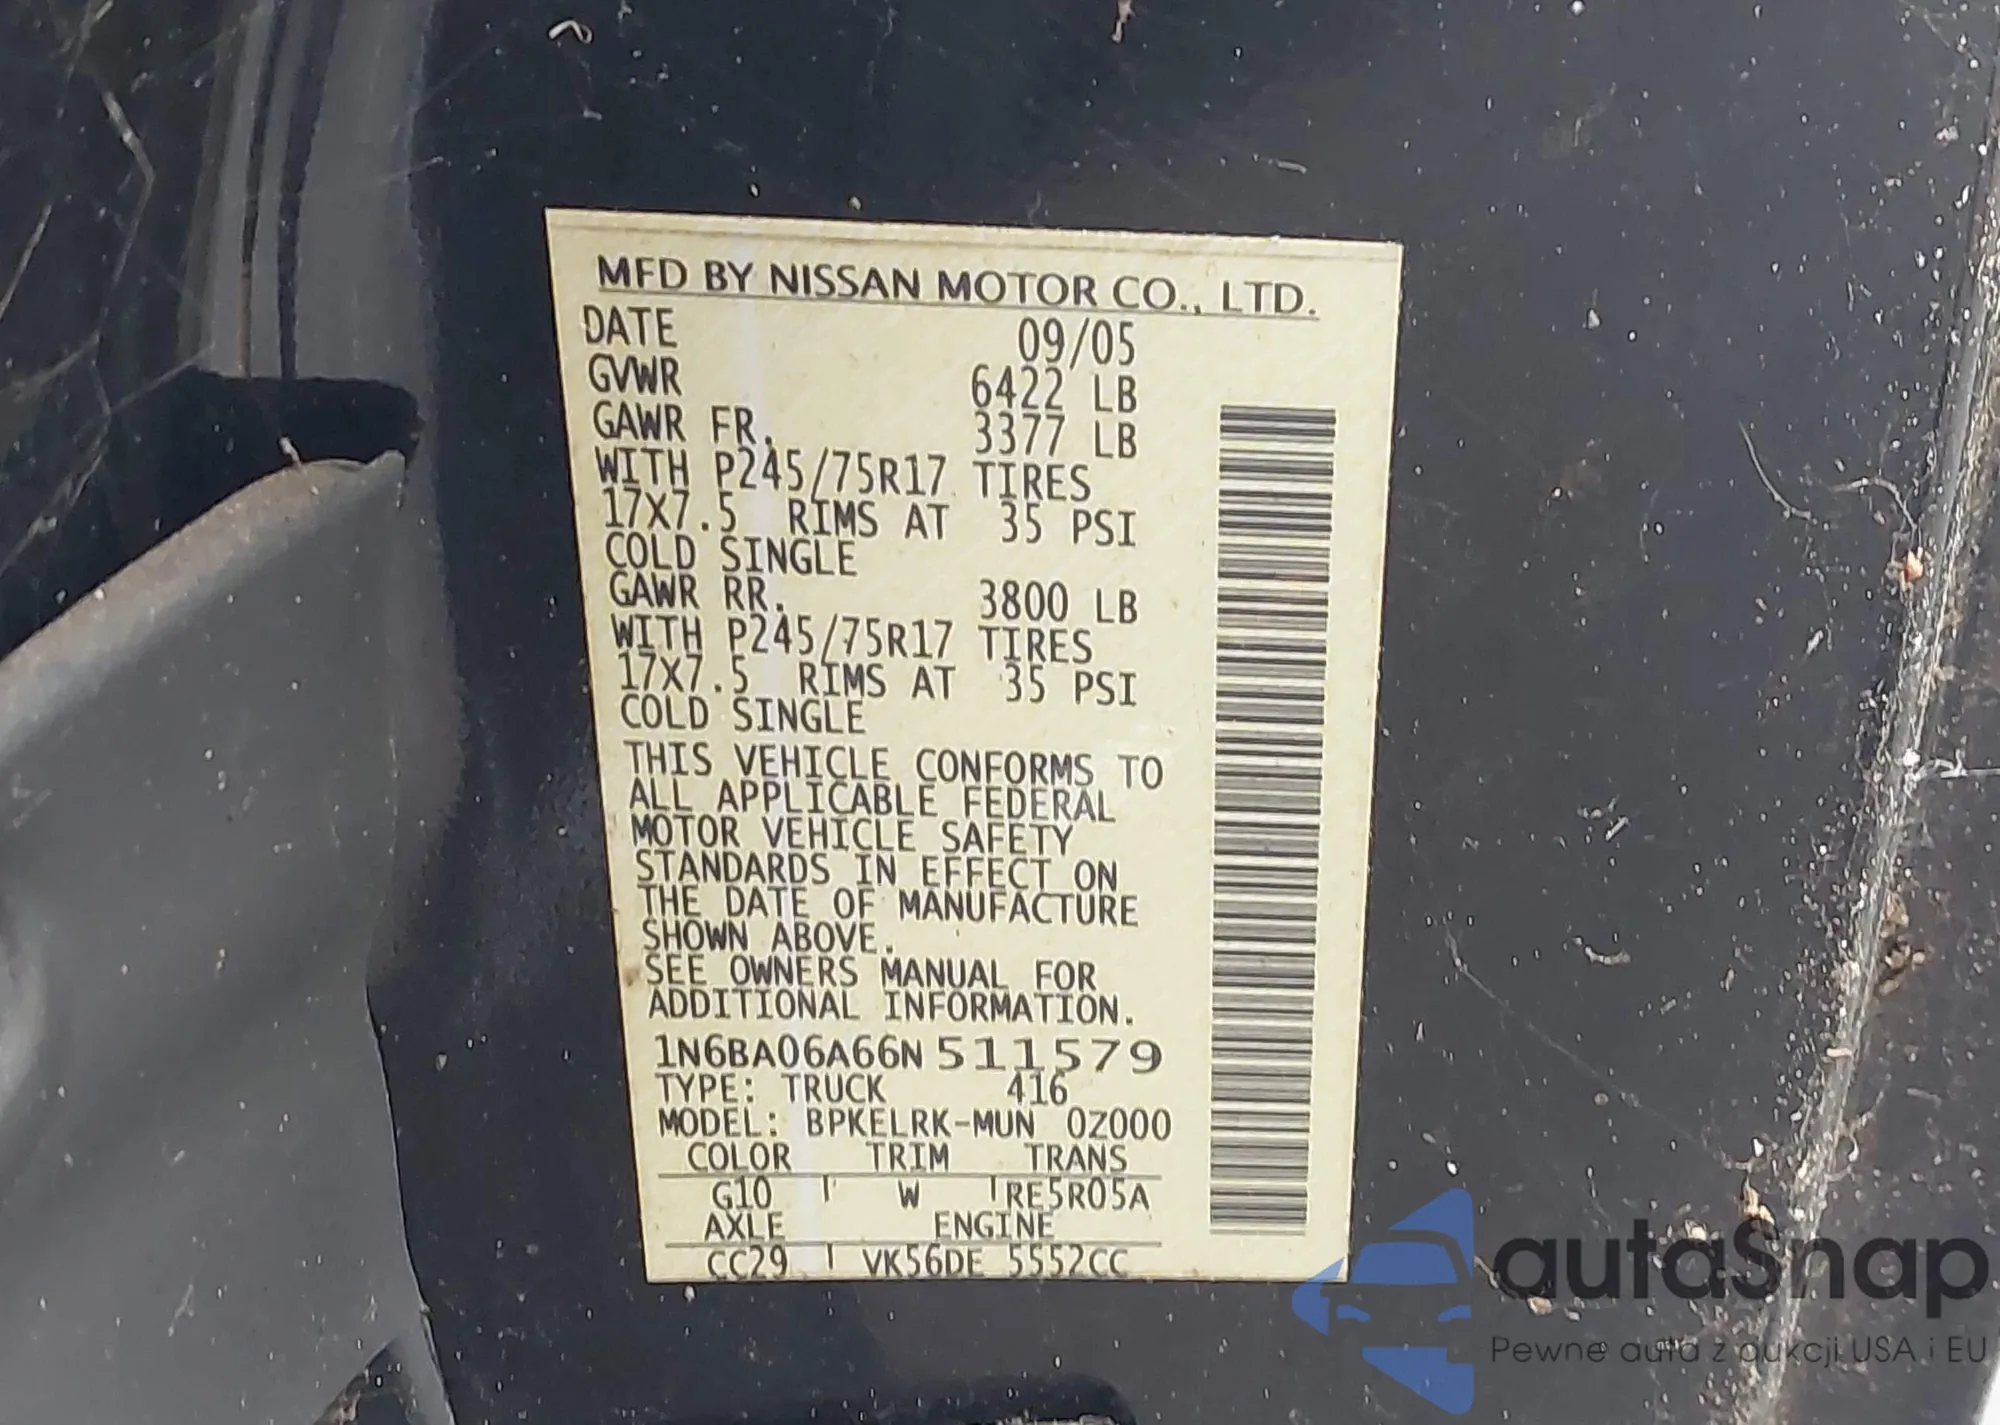 MFD BY NISSAN MOTOR CO., LTD.
DATE 09/05
GVWR 6422 LB
GAWR FR. 3377 LB
WITH P245/75R17 TIRES
17X7.5 RIMS AT 35 PSI
COLD SINGLE
GAWR RR. 3800 LB
WITH P245/75R17 TIRES
17X7.5 RIMS AT 35 PSI
COLD SINGLE
THIS VEHICLE CONFORMS TO
ALL APPLICABLE FEDERAL
MOTOR VEHICLE SAFETY
STANDARDS IN EFFECT ON
THE DATE OF MANUFACTURE
SHOWN ABOVE.
SEE OWNERS MANUAL FOR
ADDITIONAL INFORMATION.
1N6BA06A66N511579
TYPE: TRUCK 416
MODEL: BPKELRK-MUN 0Z000
COLOR TRIM TRANS
G10 W RE5R05A
AXLE ENGINE
CC29 VK56DE 5552CC
autaSnap
Pewne auta z aukcji USA i EU